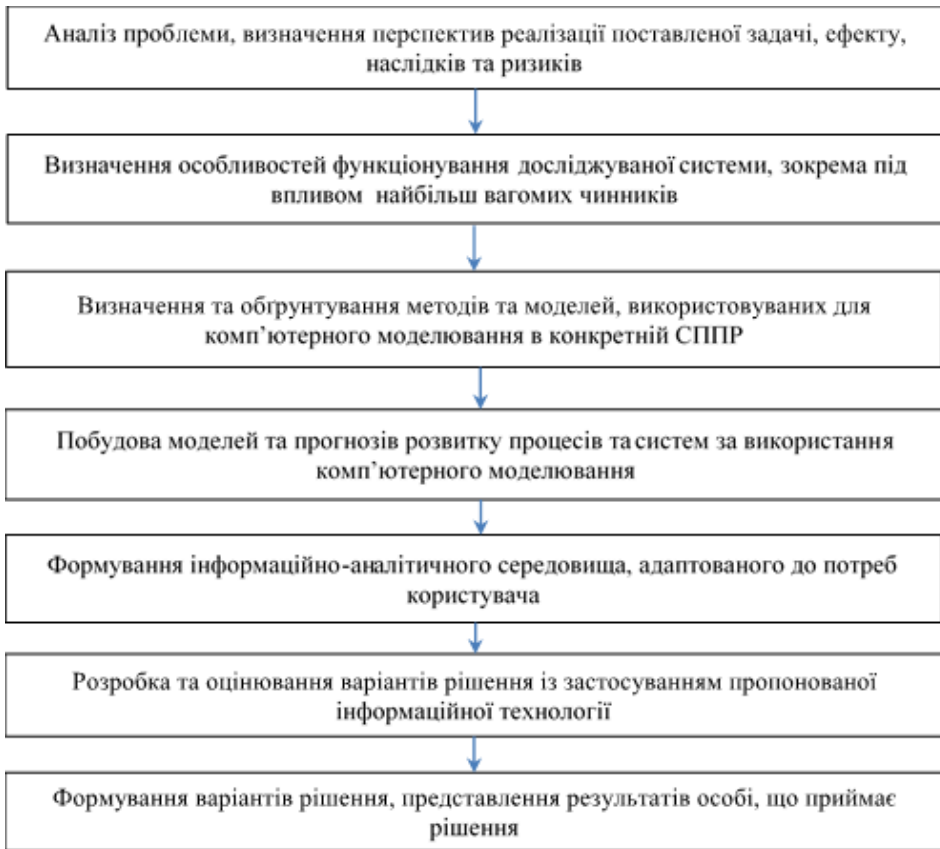 Аналіз проблеми, визначення перспектив реалізації поставленої задачі, ефекту,
наслідків та ризиків
Визначення особливостей функціонування досліджуваної системи, зокрема під
впливом найбільш вагомих чинників
Визначення та обґрунтування методів та моделей, використовуваних для
комп’ютерного моделювання в конкретній СППР
Побудова моделей та прогнозів розвитку процесів та систем за використання
комп’ютерного моделювання
Формування інформаційно-аналітичного середовища, адаптованого до потреб
користувача
Розробка та оцінювання варіантів рішення із застосуванням пропонованої
інформаційної технології
Формування варіантів рішення, представлення результатів особі, що приймає
рішення